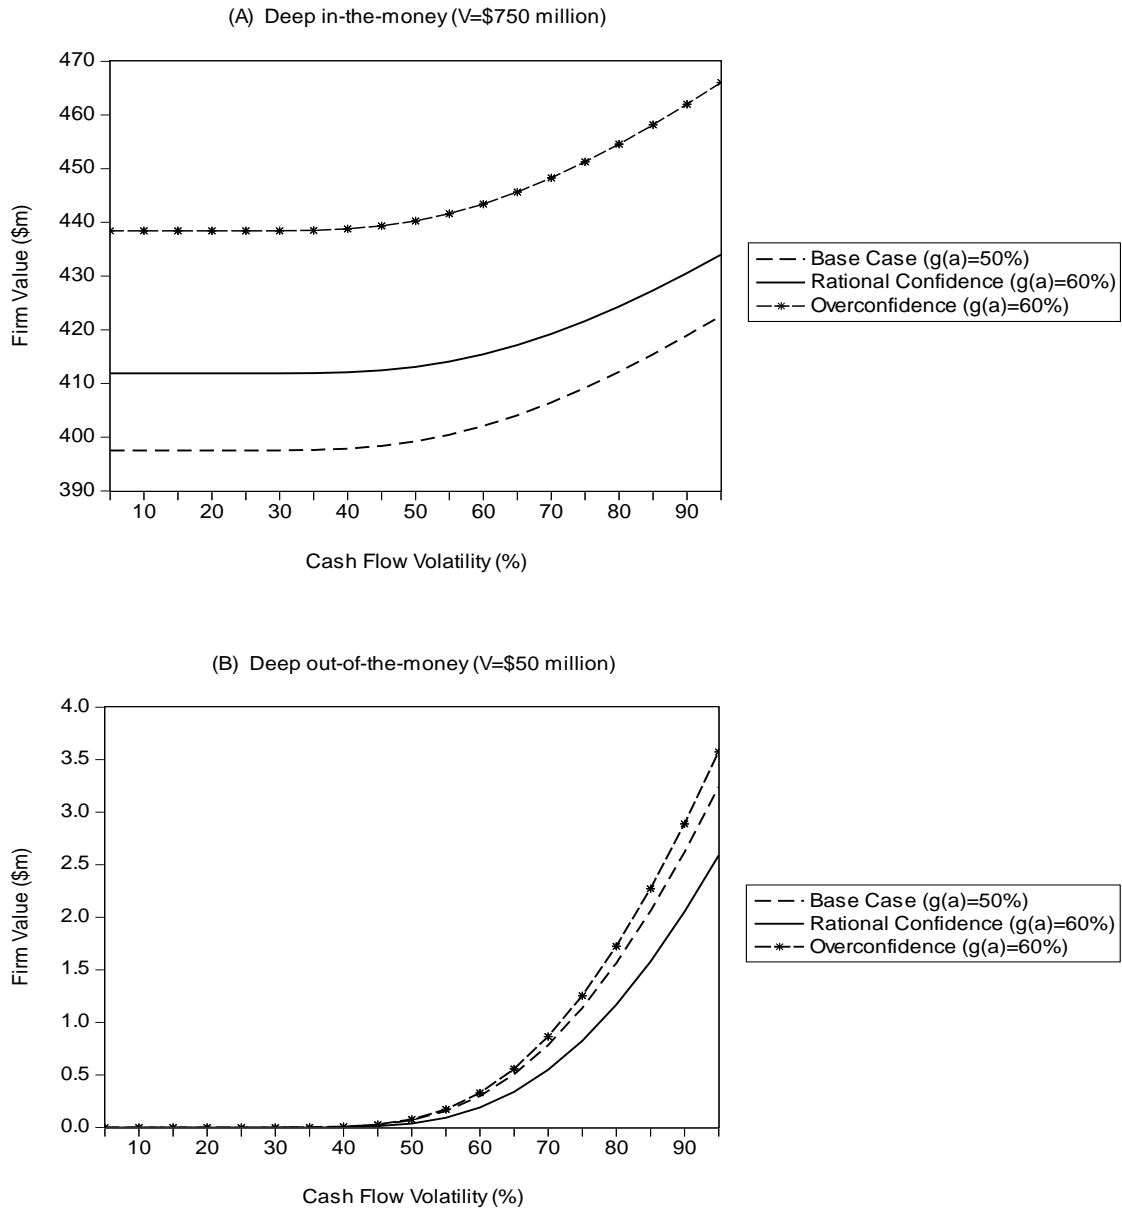 (A) Deep in-the-money (V=$750 million)
470
460
450
440
430
420
410
400
390
Firm Value ($m)
10 20 30 40 50 60 70 80 90
Cash Flow Volatility (%)
Base Case (g(a)=50%)
Rational Confidence (g(a)=60%)
Overconfidence (g(a)=60%)
(B) Deep out-of-the-money (V=$50 million)
4.0
3.5
3.0
2.5
2.0
1.5
1.0
0.5
0.0
Firm Value ($m)
10 20 30 40 50 60 70 80 90
Cash Flow Volatility (%)
Base Case (g(a)=50%)
Rational Confidence (g(a)=60%)
Overconfidence (g(a)=60%)